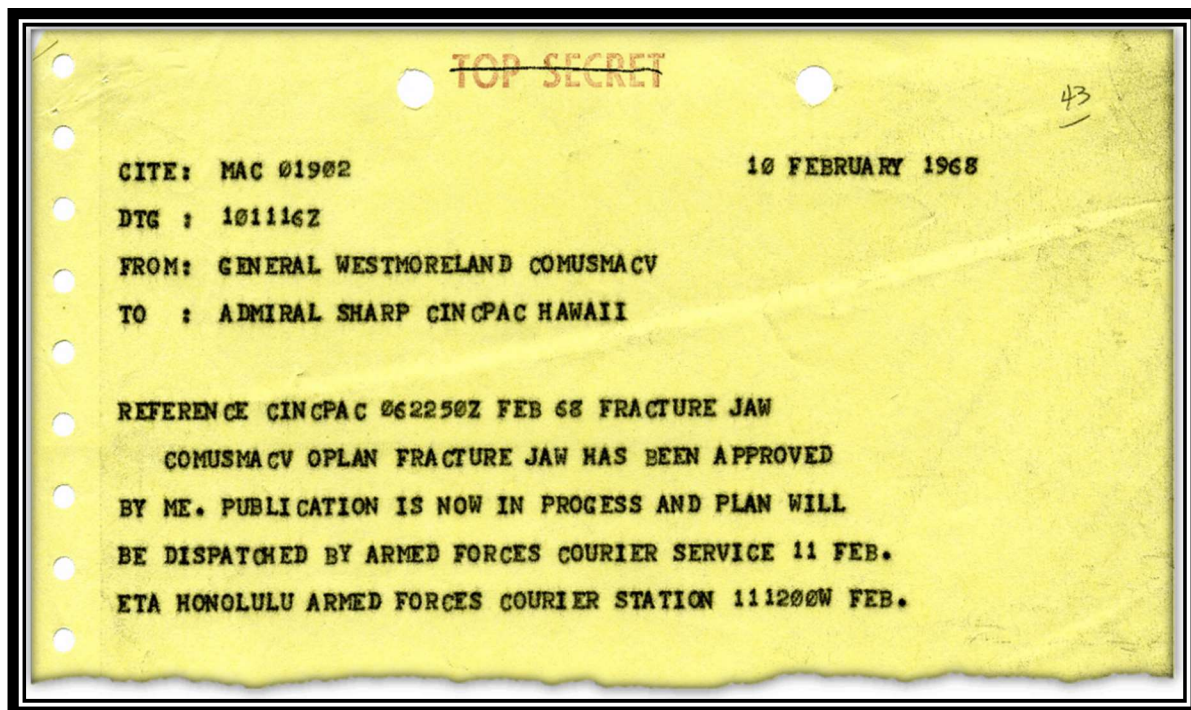 TOP SECRET
43
CITE: MAC 01902 10 FEBRUARY 1968
DTG : 101116Z
FROM: GENERAL WESTMORELAND COMUSMACV
TO : ADMIRAL SHARP CINCPAC HAWAII
REFERENCE CINCPAC 062250Z FEB 68 FRACTURE JAW
COMUSMACV OPLAN FRACTURE JAW HAS BEEN APPROVED
BY ME. PUBLICATION IS NOW IN PROGESS AND PLAN WILL
BE DISPATCHED BY ARMED FORCES COURIER SERVICE 11 FEB.
ETA HONOLULU ARMED FORCES COURIER STATION 111200W FEB.